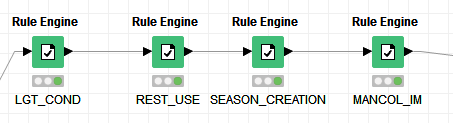 Rule Engine Rule Engine Rule Engine Rule Engine
LGT_COND REST_USE SEASON_CREATION MANCOL_IM